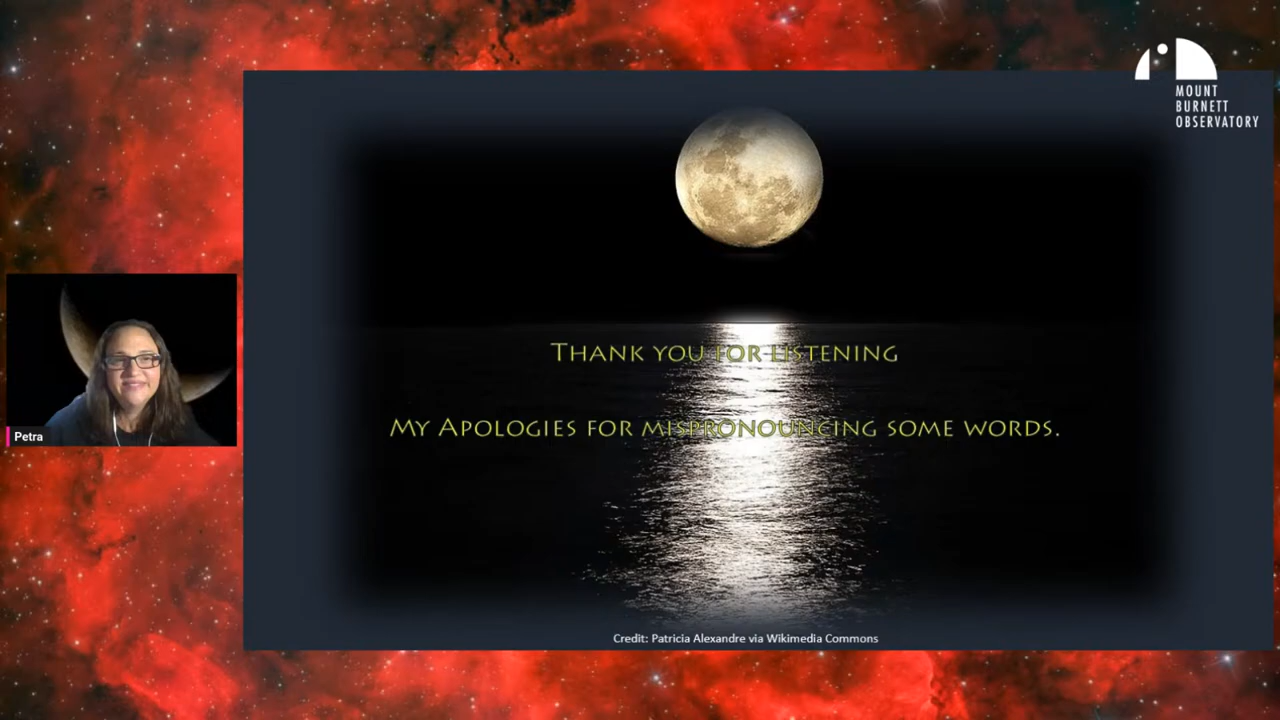 MOUNT
BURNETT
OBSERVATORY
THANK YOU FOR LISTENING
MY APOLOGIES FOR MISPRONOUNCING SOME WORDS.
Petra
Credit: Patricia Alexandre via Wikimedia Commons